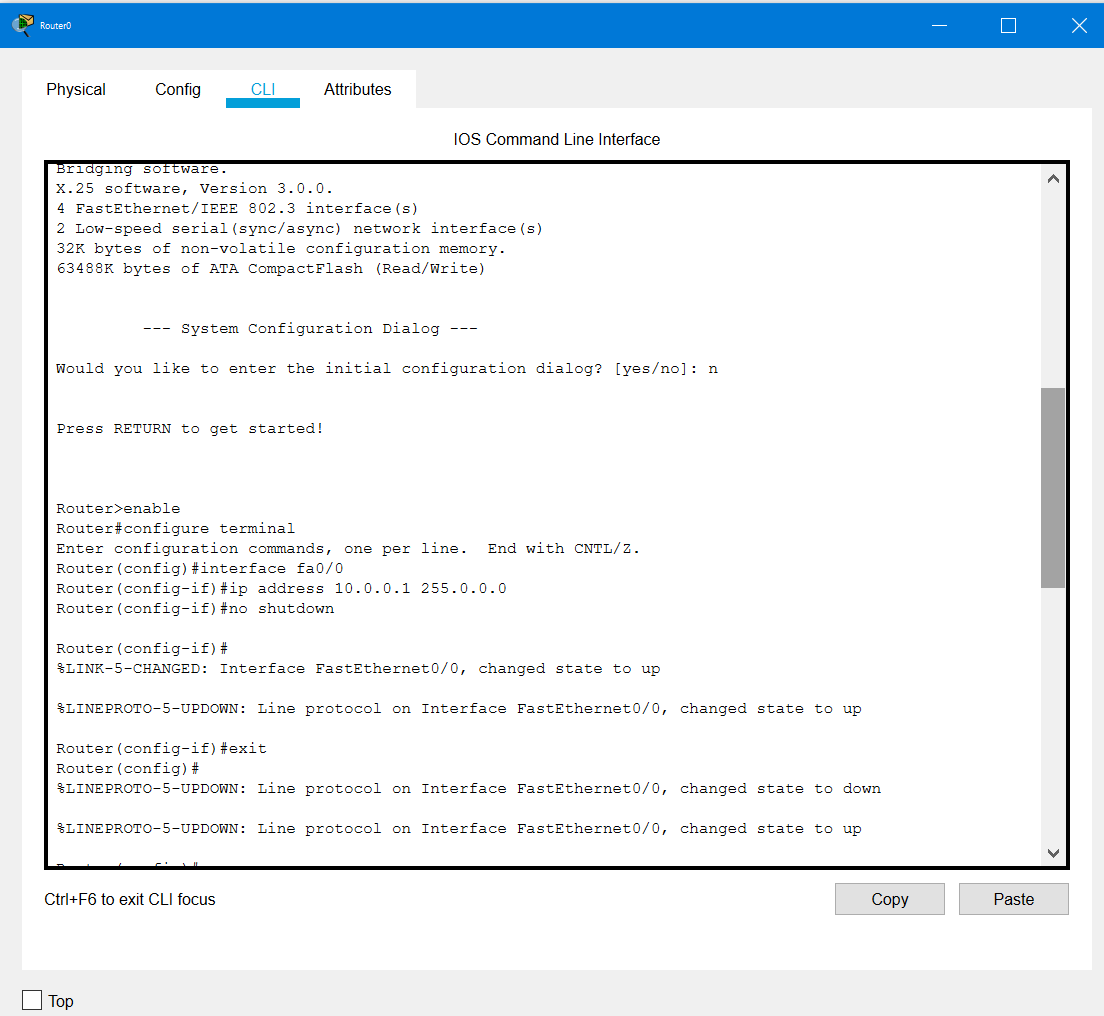 Router0
Physical Config CLI Attributes
IOS Command Line Interface
Bridging software.
X.25 software, Version 3.0.0.
4 FastEthernet/IEEE 802.3 interface(s)
2 Low-speed serial(sync/async) network interface(s)
32K bytes of non-volatile configuration memory.
63488K bytes of ATA CompactFlash (Read/Write)
--- System Configuration Dialog ---
Would you like to enter the initial configuration dialog? [yes/no]: n
Press RETURN to get started!
Router>enable
Router#configure terminal
Enter configuration commands, one per line.  End with CNTL/Z.
Router(config)#interface fa0/0
Router(config-if)#ip address 10.0.0.1 255.0.0.0
Router(config-if)#no shutdown
Router(config-if)#
%LINK-5-CHANGED: Interface FastEthernet0/0, changed state to up
%LINEPROTO-5-UPDOWN: Line protocol on Interface FastEthernet0/0, changed state to up
Router(config-if)#exit
Router(config)#
%LINEPROTO-5-UPDOWN: Line protocol on Interface FastEthernet0/0, changed state to down
%LINEPROTO-5-UPDOWN: Line protocol on Interface FastEthernet0/0, changed state to up
Ctrl+F6 to exit CLI focus
Copy Paste
Top